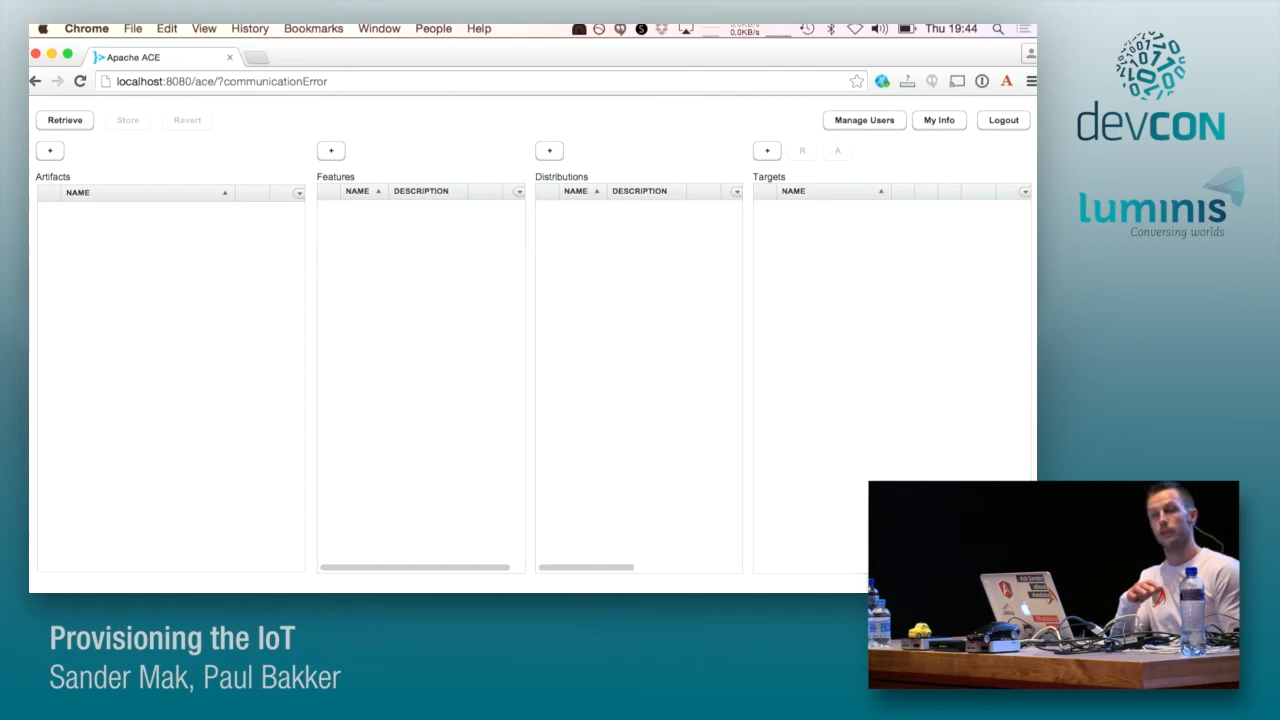 Chrome File Edit View History Bookmarks Window People Help 0,0KB/s Thu 19:44
Apache ACE
localhost:8080/ace/?communicationError
Retrieve Store Revert Manage Users My Info Logout
+ + + + R A
Artifacts Features Distributions Targets
NAME NAME DESCRIPTION NAME DESCRIPTION NAME
devCON
luminis
Conversing worlds
Provisioning the IoT
Sander Mak, Paul Bakker